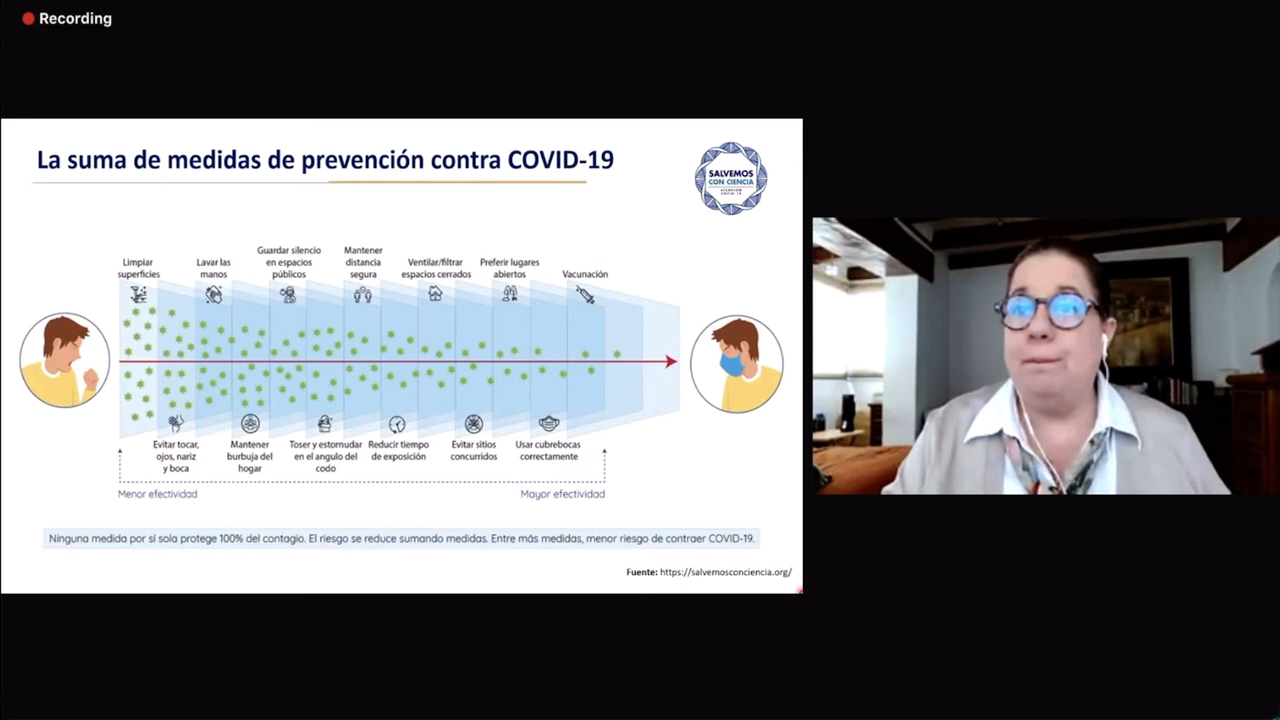 Recording
La suma de medidas de prevención contra COVID-19
SALVEMOS
CON CIENCIA
ATENCIÓN
COVID-19
Limpiar
superficies
Lavar las
manos
Guardar silencio
en espacios
públicos
Mantener
distancia
segura
Ventilar/filtrar
espacios cerrados
Preferir lugares
abiertos
Vacunación
Evitar tocar,
ojos, nariz
y boca
Mantener
burbuja del
hogar
Toser y estornudar
en el angulo del
codo
Reducir tiempo
de exposición
Evitar sitios
concurridos
Usar cubrebocas
correctamente
Menor efectividad
Mayor efectividad
Ninguna medida por sí sola protege 100% del contagio. El riesgo se reduce sumando medidas. Entre más medidas, menor riesgo de contraer COVID-19.
Fuente: https://salvemosconciencia.org/